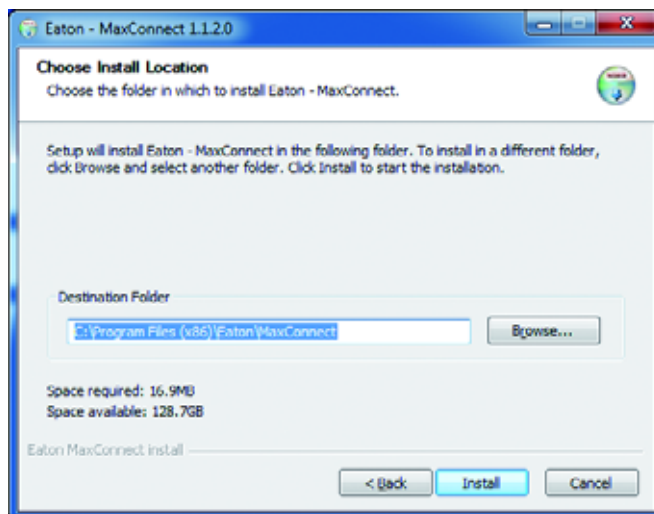 Eaton - MaxConnect 1.1.2.0
Choose Install Location
Choose the folder in which to install Eaton - MaxConnect.
Setup will install Eaton - MaxConnect in the following folder. To install in a different folder,
click Browse and select another folder. Click Install to start the installation.
Destination Folder
C:\Program Files (x86)\Eaton\MaxConnect
Browse...
Space required: 16.9MB
Space available: 128.7GB
Eaton MaxConnect install
< Back
Install
Cancel